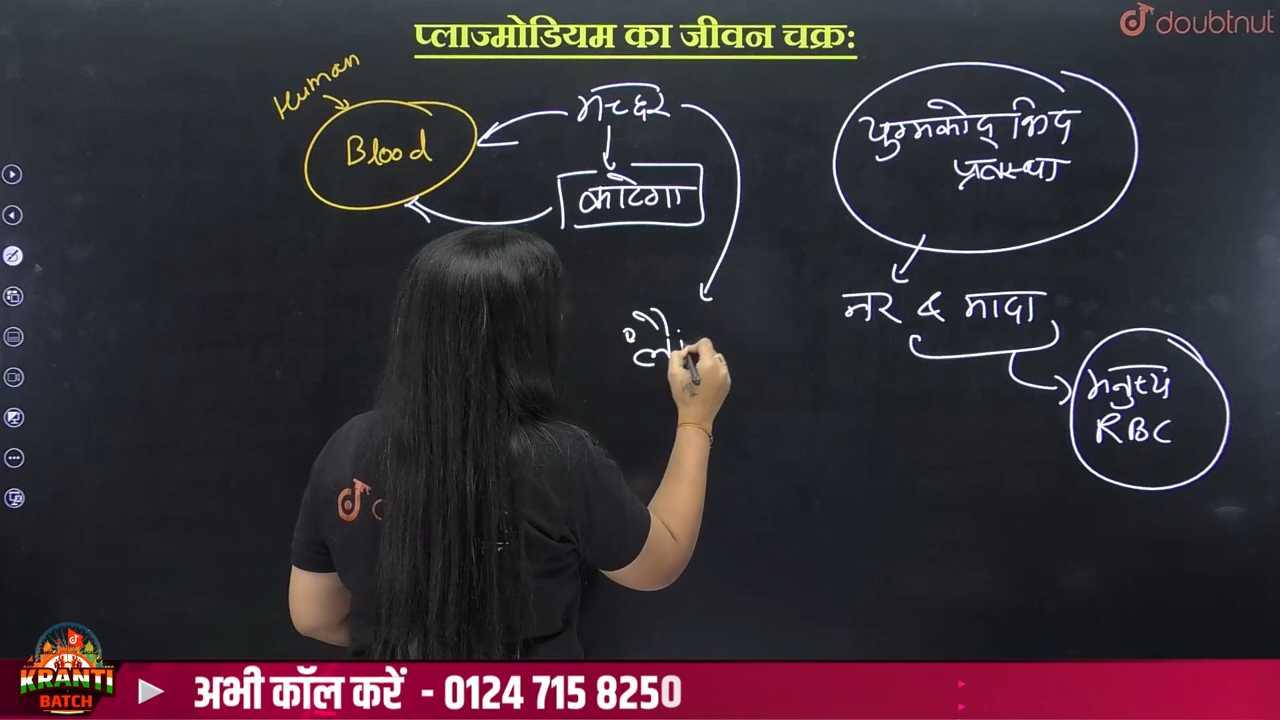 प्लाज्मोडियम का जीवन चक्र:
doubtnut
Human
Blood
मच्छर
काटेगा
युग्मकोद् भिद
नर & मादा
मनुष्य
RBC
KRANTI
BATCH
अभी कॉल करें - 0124 715 8250